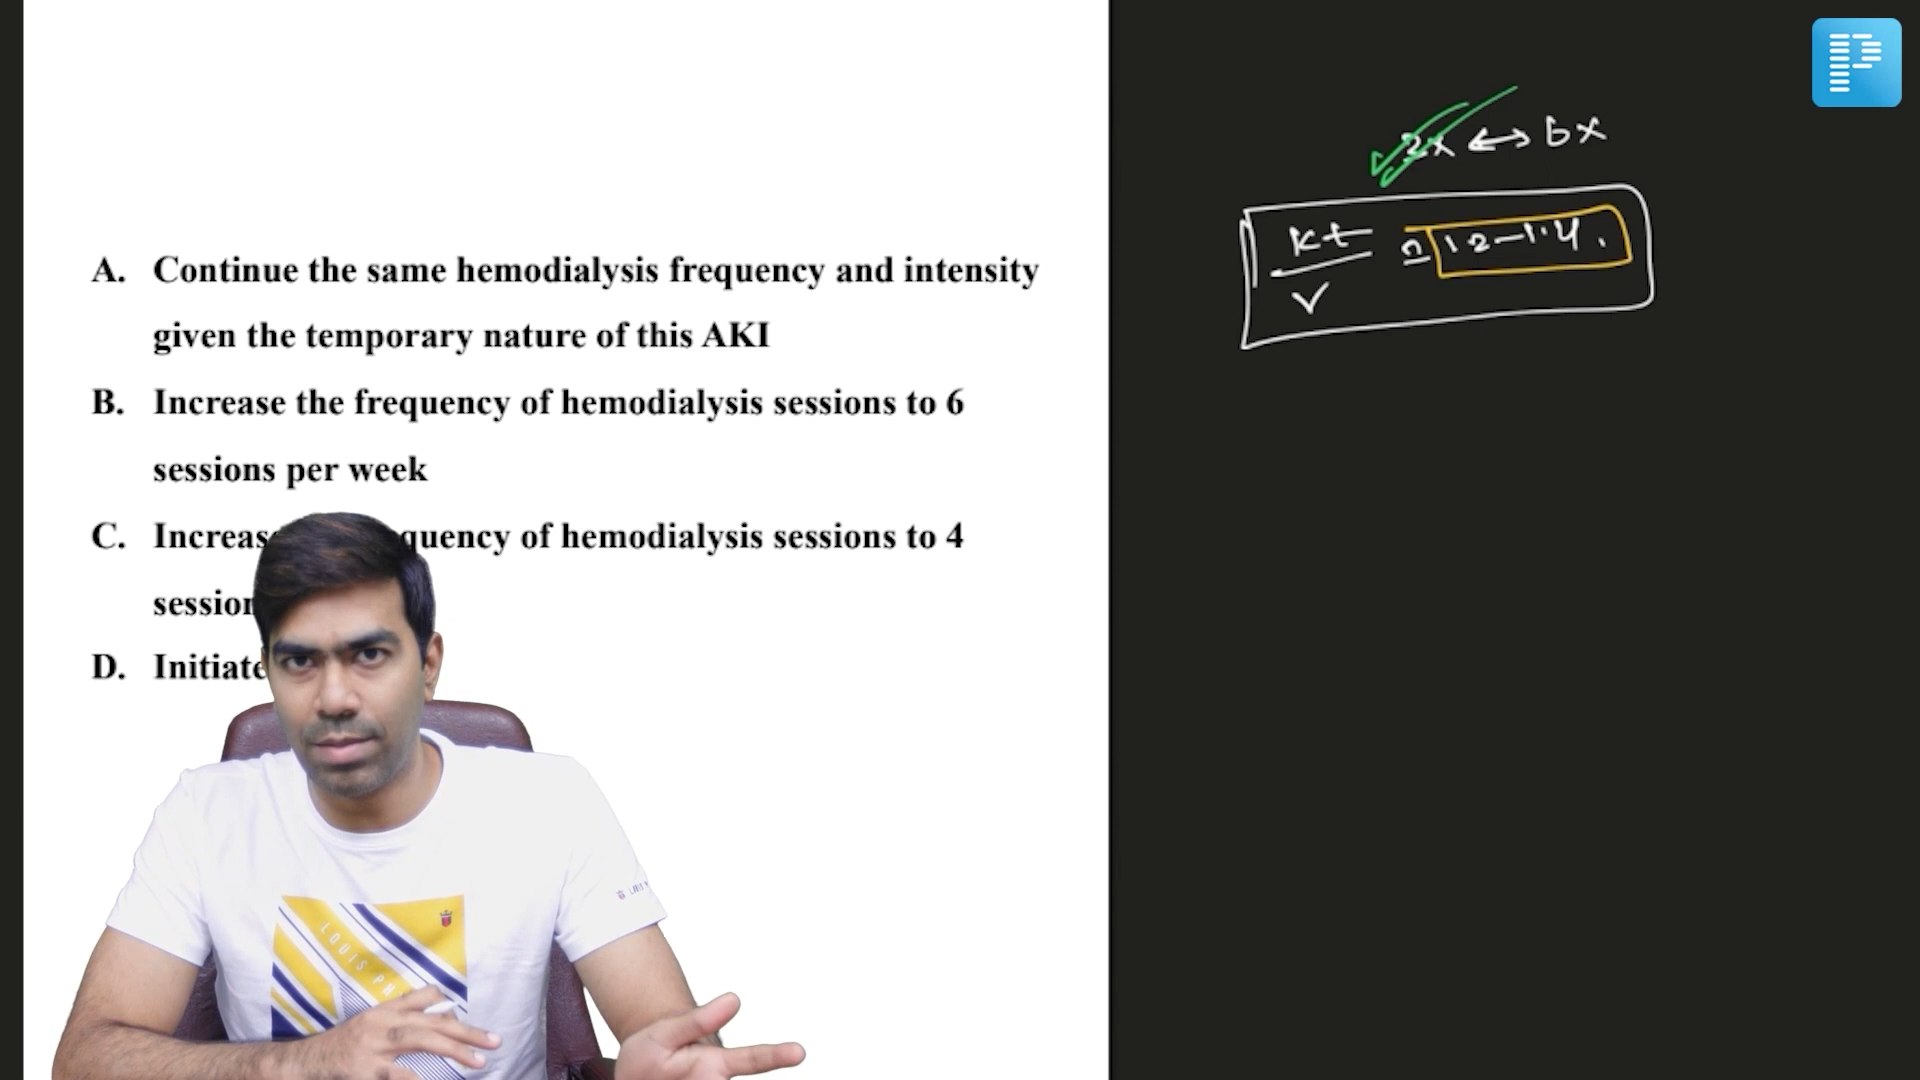 A. Continue the same hemodialysis frequency and intensity
given the temporary nature of this AKI
B. Increase the frequency of hemodialysis sessions to 6
sessions per week
C. quency of hemodialysis sessions to 4
D. Initiate
3x ↔ 6x
Kt
V
1.2-1.4.
LOUIS PH